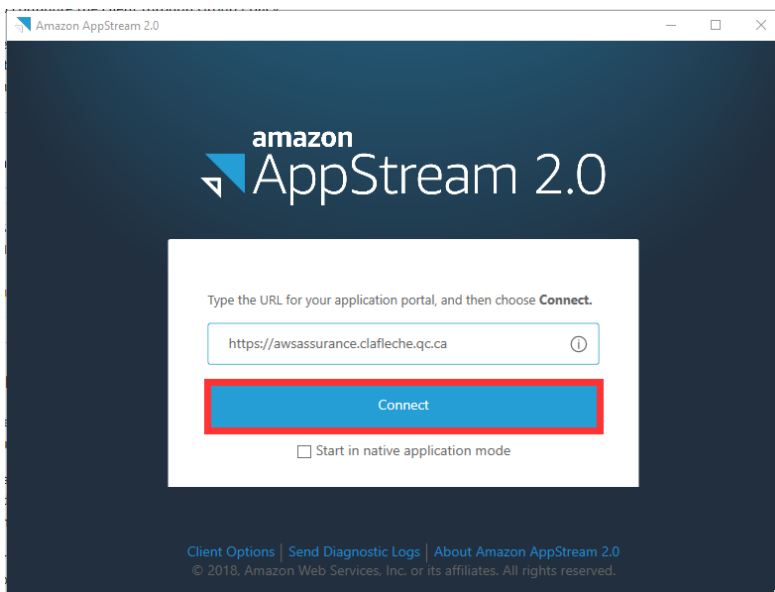 Amazon AppStream 2.0
amazon
AppStream 2.0
Type the URL for your application portal, and then choose Connect.
https://awsassurance.clafleche.qc.ca
Connect
Start in native application mode
Client Options | Send Diagnostic Logs | About Amazon AppStream 2.0
© 2018, Amazon Web Services, Inc. or its affiliates. All rights reserved.